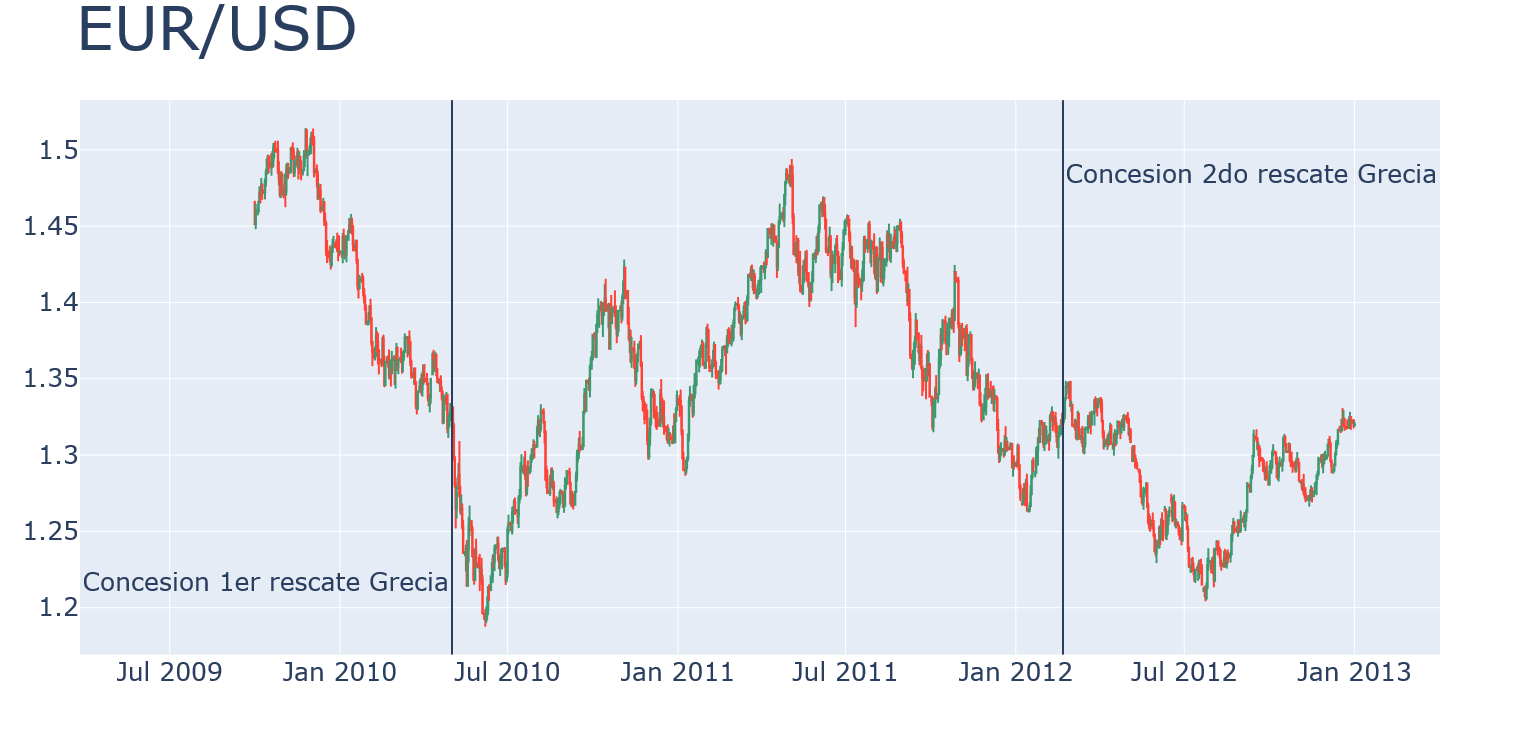 EUR/USD
1.5
Concesion 2do rescate Grecia
1.45
1.4
1.35
1.3
1.25
Concesion 1er rescate Grecia
1.2
Jul 2009 Jan 2010 Jul 2010 Jan 2011 Jul 2011 Jan 2012 Jul 2012 Jan 2013